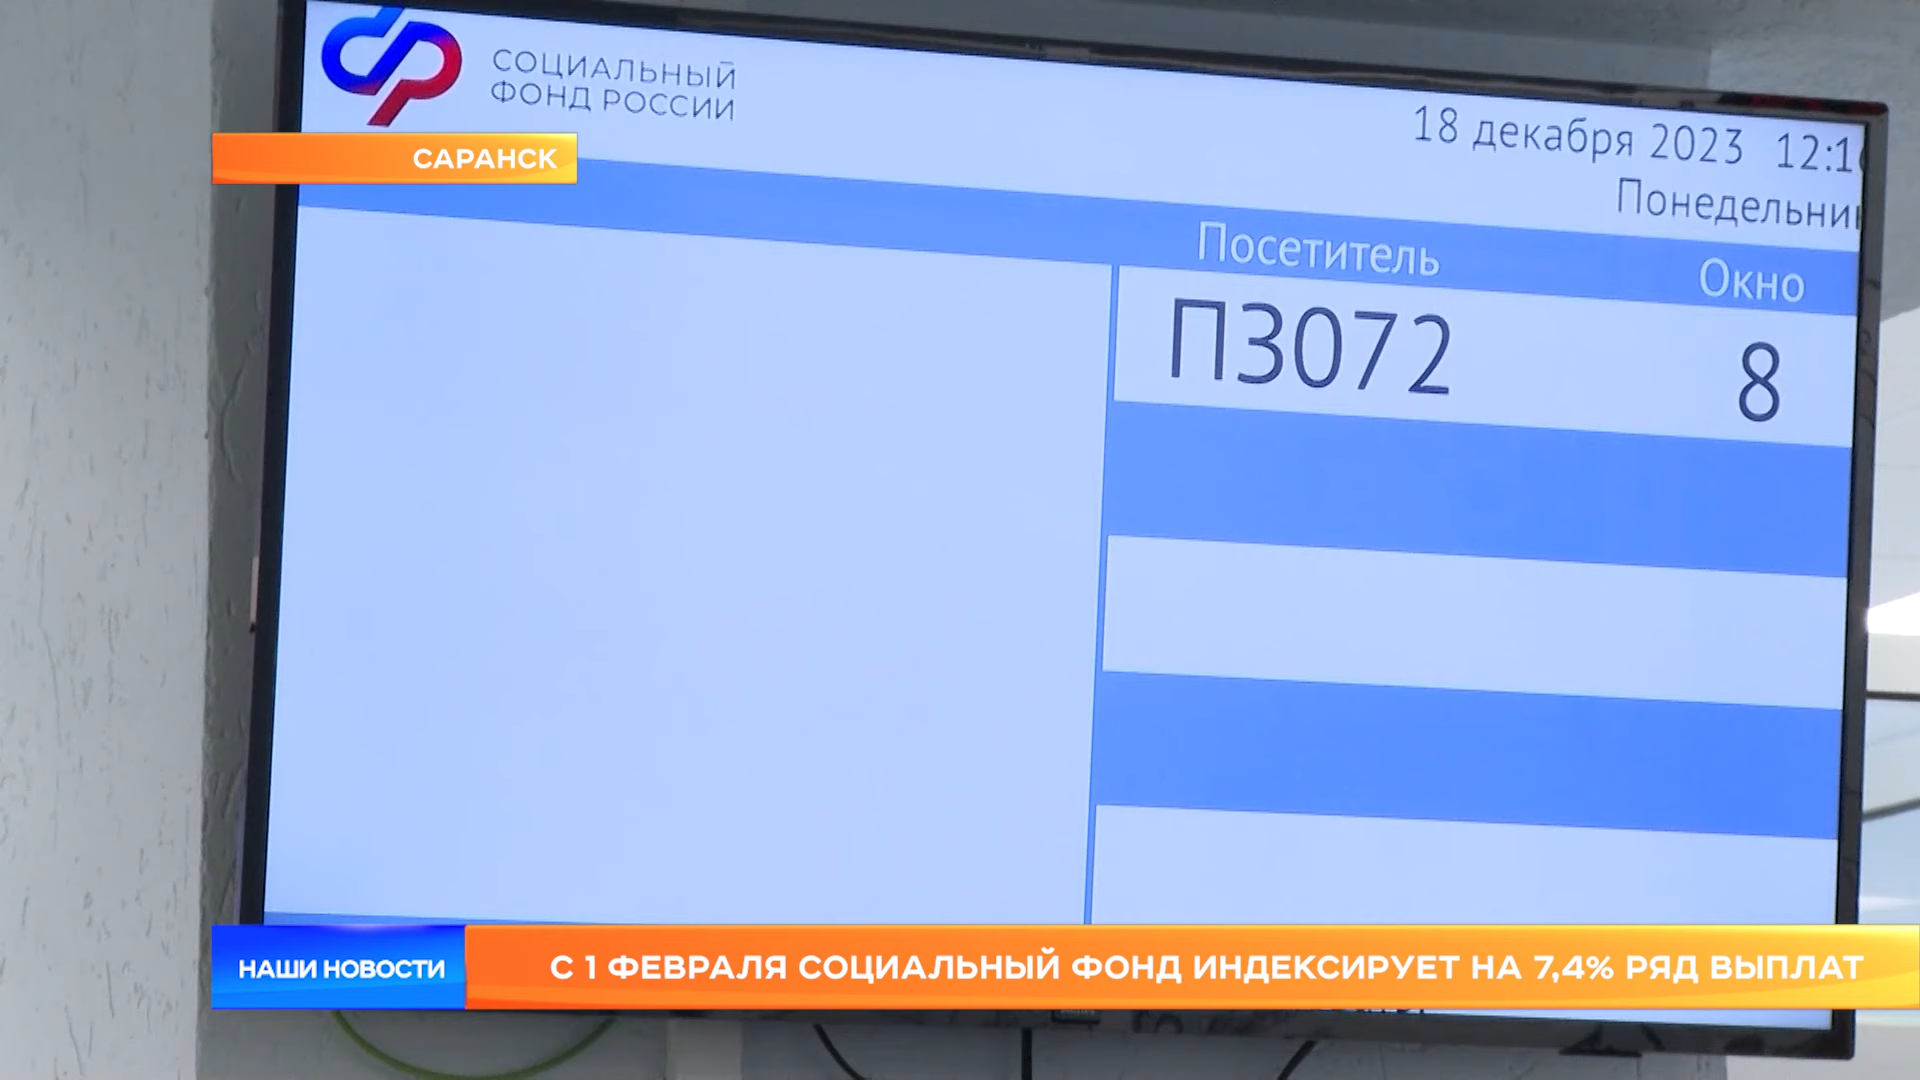 СОЦИАЛЬНЫЙ
ФОНД РОССИИ
18 декабря 2023
САРАНСК
Посетитель Окно
П3072 8
НАШИ НОВОСТИ
С 1 ФЕВРАЛЯ СОЦИАЛЬНЫЙ ФОНД ИНДЕКСИРУЕТ НА 7,4% РЯД ВЫПЛАТ